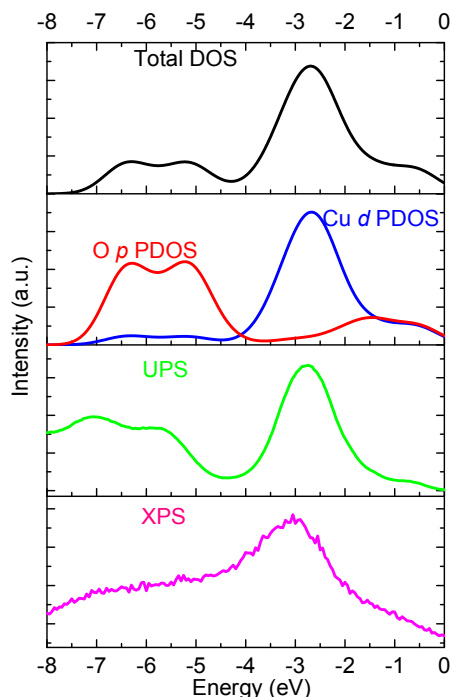 -8 -7 -6 -5 -4 -3 -2 -1 0
Total DOS
Cu d PDOS
O p PDOS
Intensity (a.u.)
UPS
XPS
-8 -7 -6 -5 -4 -3 -2 -1 0
Energy (eV)